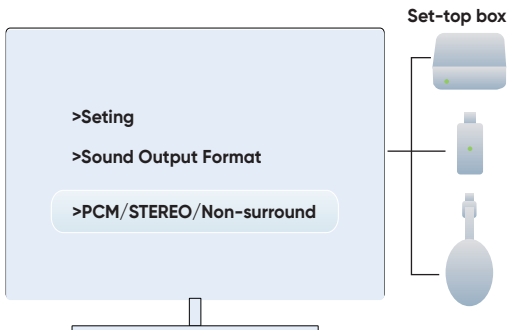 Set-top box
>Seting
>Sound Output Format
>PCM/STEREO/Non-surround